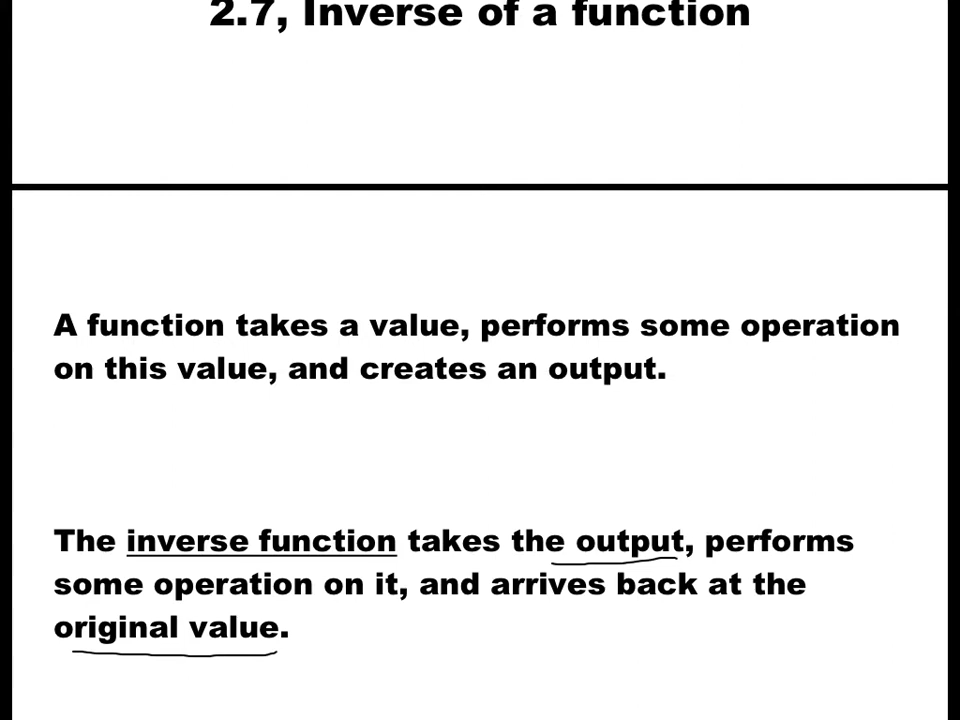 2.7, Inverse of a function
A function takes a value, performs some operation
on this value, and creates an output.
The inverse function takes the output, performs
some operation on it, and arrives back at the
original value.